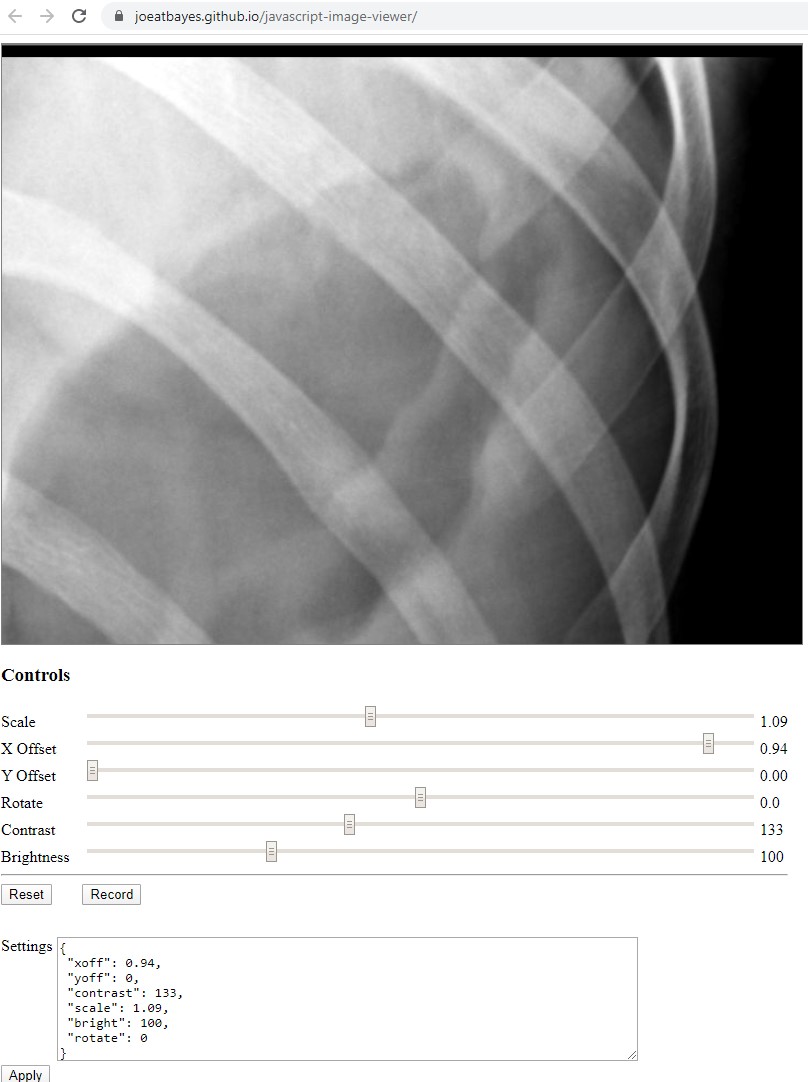 joeatbayes.github.io/javascript-image-viewer/
Controls
Scale 1.09
X Offset 0.94
Y Offset 0.00
Rotate 0.0
Contrast 133
Brightness 100
Reset Record
Settings {
"xoff": 0.94,
"yoff": 0,
"contrast": 133,
"scale": 1.09,
"bright": 100,
"rotate": 0
}
Apply